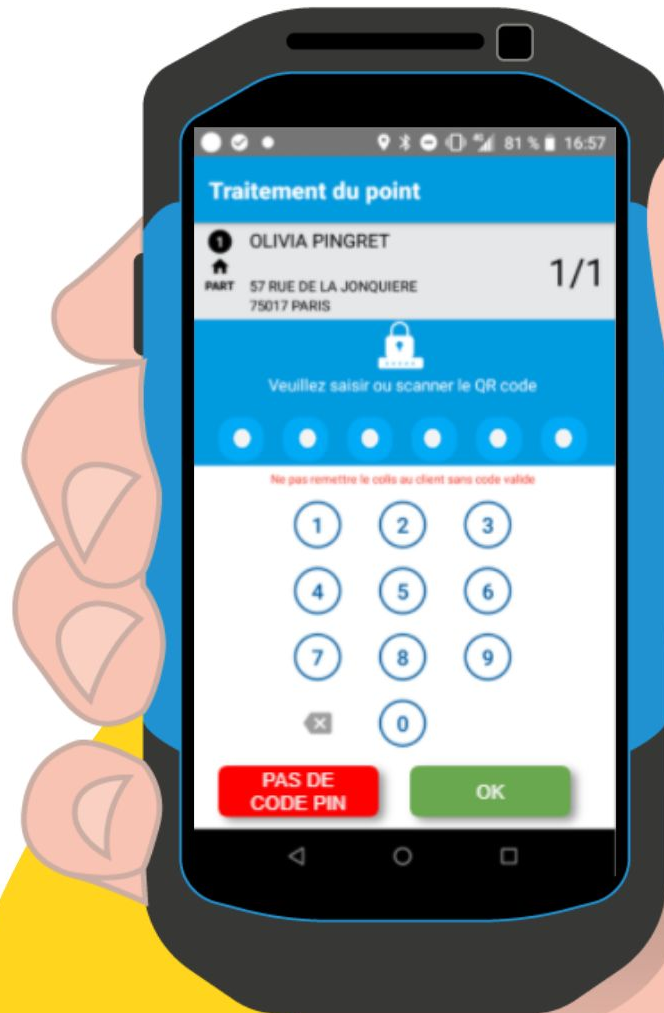 81 % 16:57
Traitement du point
1 OLIVIA PINGRET
PART 57 RUE DE LA JONQUIERE
75017 PARIS
1/1
Veuillez saisir ou scanner le QR code
Ne pas remettre le colis au client sans code valide
1 2 3
4 5 6
7 8 9
0
PAS DE
CODE PIN
OK